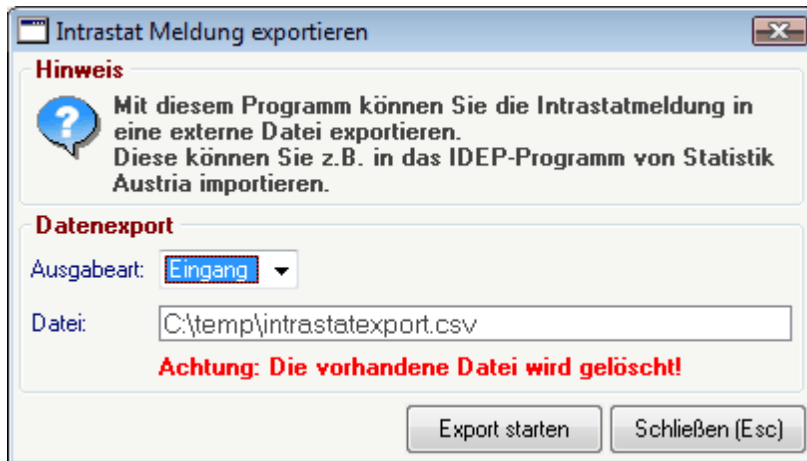 Intrastat Meldung exportieren
Hinweis
Mit diesem Programm können Sie die Intrastatmeldung in
eine externe Datei exportieren.
Diese können Sie z.B. in das IDEP-Programm von Statistik
Austria importieren.
Datenexport
Ausgabeart: Eingang
Datei: C:\temp\intrastatexport.csv
Achtung: Die vorhandene Datei wird gelöscht!
Export starten Schließen (Esc)